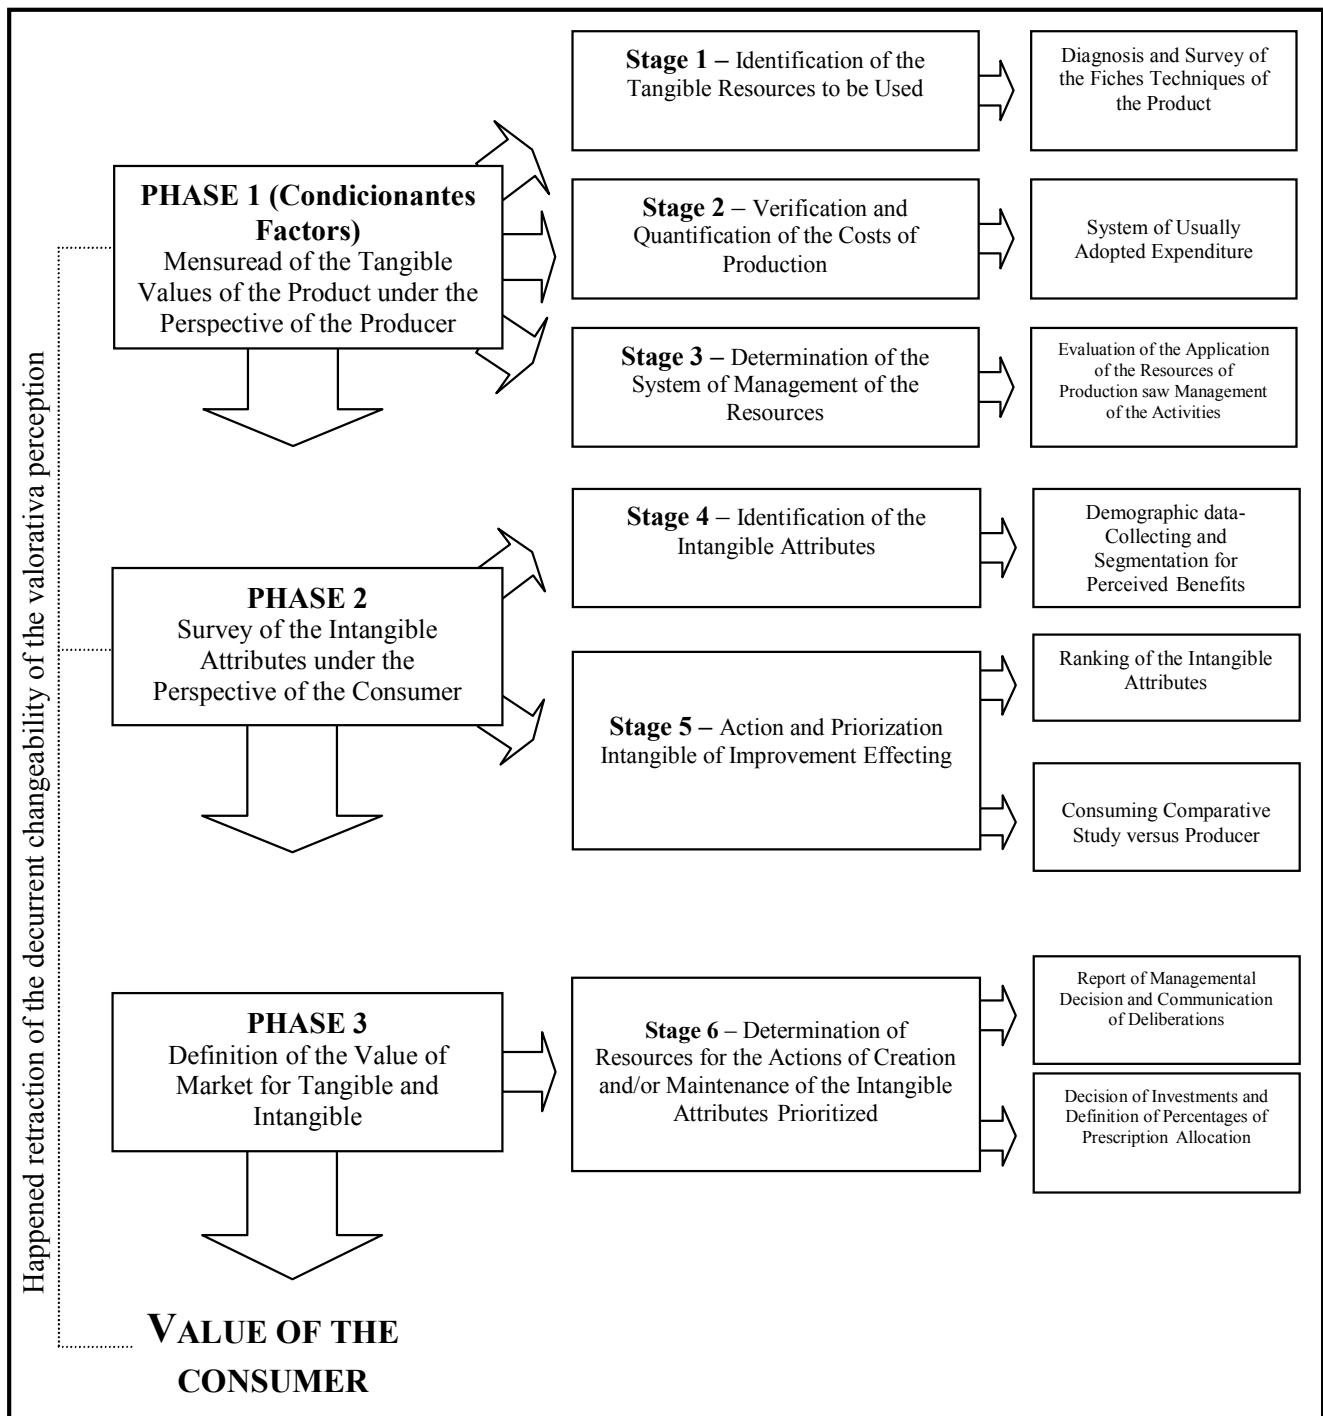 Happened retraction of the decurrent changeability of the valorativa perception
PHASE 1 (Condicionantes
Factors)
Mensuread of the Tangible
Values of the Product under the
Perspective of the Producer
Stage 1 – Identification of the
Tangible Resources to be Used
Diagnosis and Survey of
the Fiches Techniques of
the Product
Stage 2 – Verification and
Quantification of the Costs of
Production
System of Usually
Adopted Expenditure
Stage 3 – Determination of the
System of Management of the
Resources
Evaluation of the Application
of the Resources of
Production saw Management
of the Activities
PHASE 2
Survey of the Intangible
Attributes under the
Perspective of the Consumer
Stage 4 – Identification of the
Intangible Attributes
Demographic data-
Collecting and
Segmentation for
Perceived Benefits
Stage 5 – Action and Priorization
Intangible of Improvement Effecting
Ranking of the Intangible
Attributes
Consuming Comparative
Study versus Producer
PHASE 3
Definition of the Value of
Market for Tangible and
Intangible
Stage 6 – Determination of
Resources for the Actions of Creation
and/or Maintenance of the Intangible
Attributes Prioritized
Report of Managemental
Decision and Communication
of Deliberations
Decision of Investments and
Definition of Percentages of
Prescription Allocation
VALUE OF THE
CONSUMER